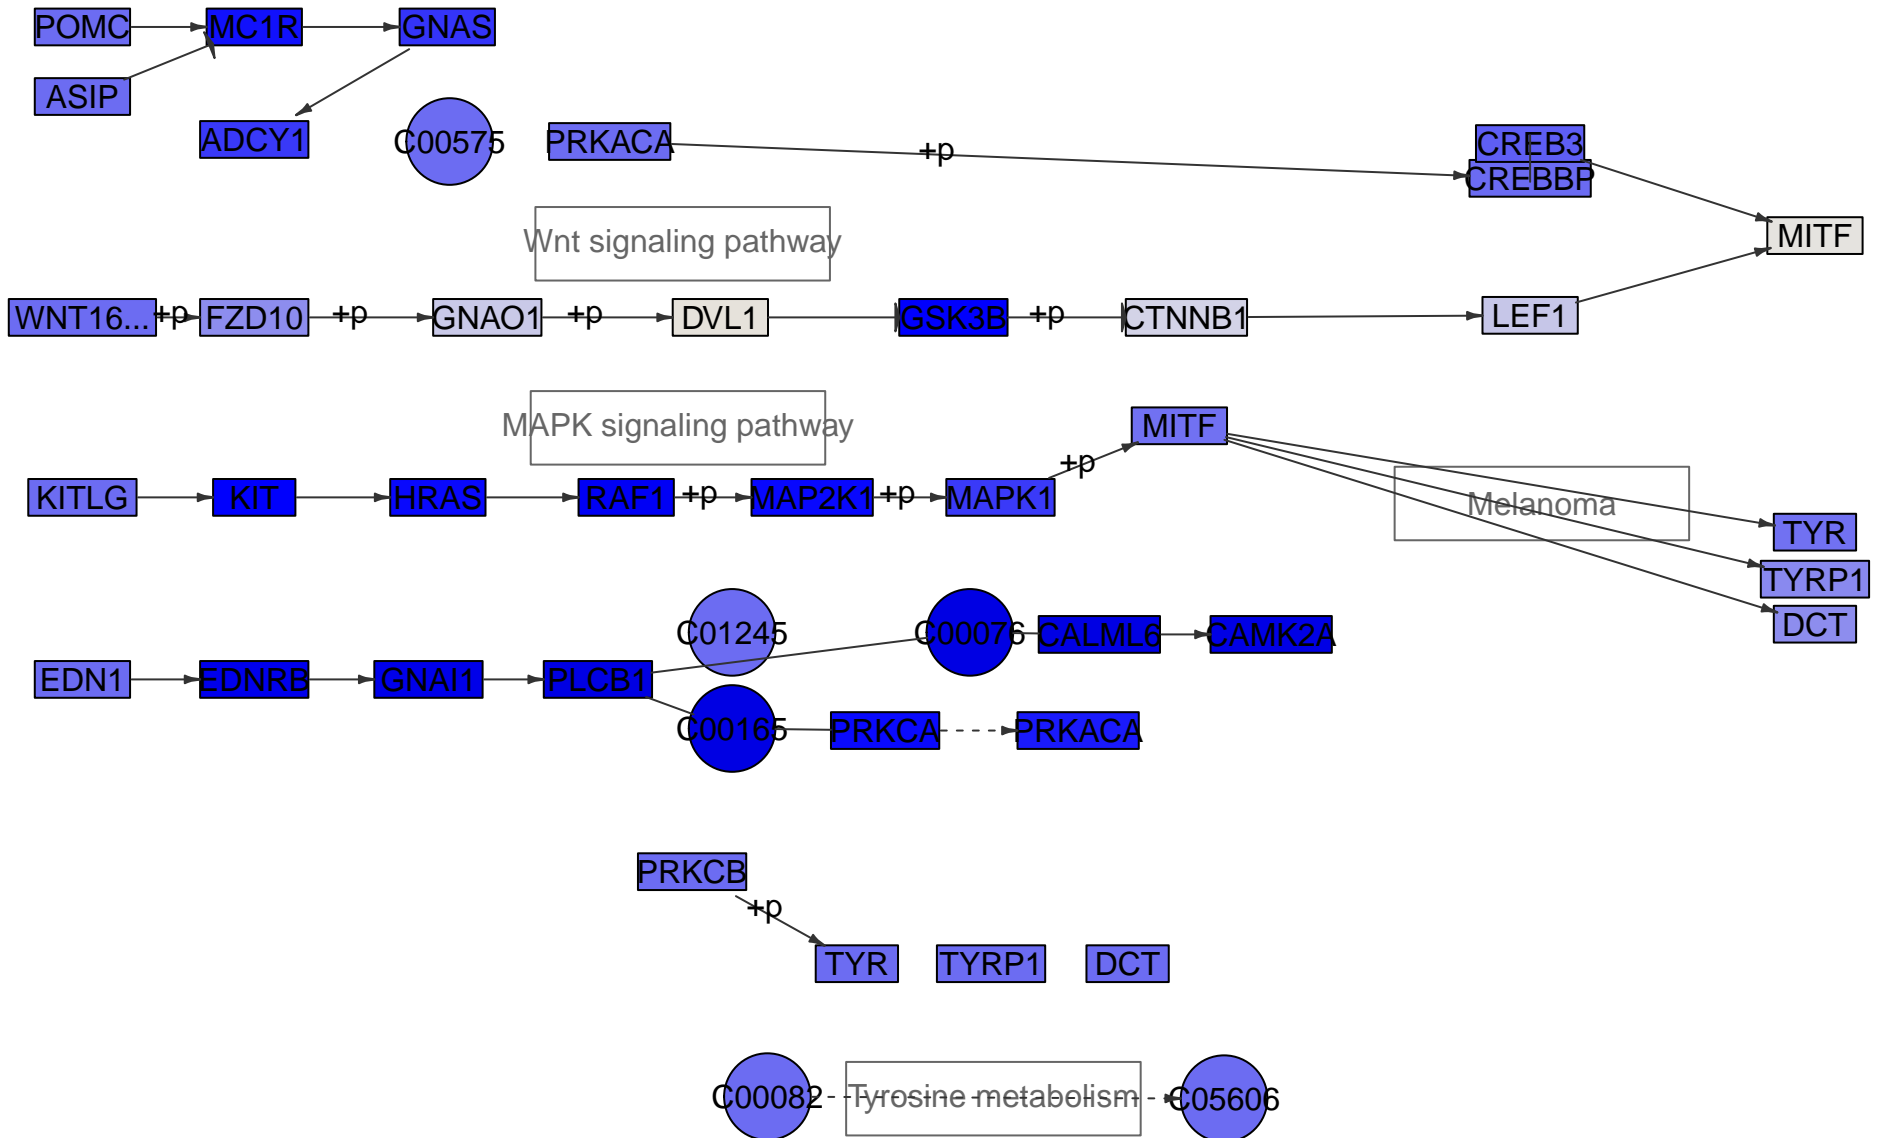 POMC
MC1R
GNAS
ASIP
ADCY1
C00575
PRKACA
+p
CREB3
CREBBP
Wnt signaling pathway
MITF
WNT16...
+p
FZD10
+p
GNAO1
+p
DVL1
GSK3B
+p
CTNNB1
LEF1
MAPK signaling pathway
MITF
+p
KITLG
KIT
HRAS
RAF1
+p
MAP2K1
+p
MAPK1
Melanoma
TYR
TYRP1
DCT
C01245
C00076
CALML6
CAMK2A
EDN1
EDNRB
GNAI1
PLCB1
C00165
PRKCA
PRKACA
PRKCB
+p
TYR
TYRP1
DCT
C00082
Tyrosine metabolism
C05606